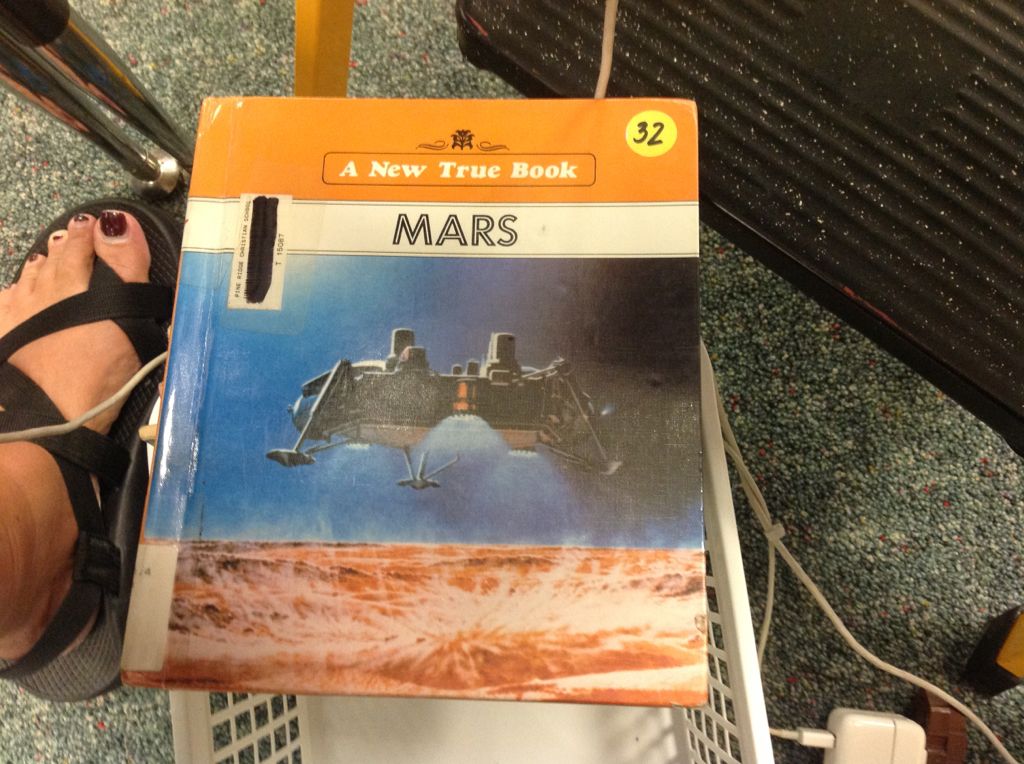 32
A New True Book
MARS
PINE RIDGE CHRISTIAN SCHOOL
T 15087